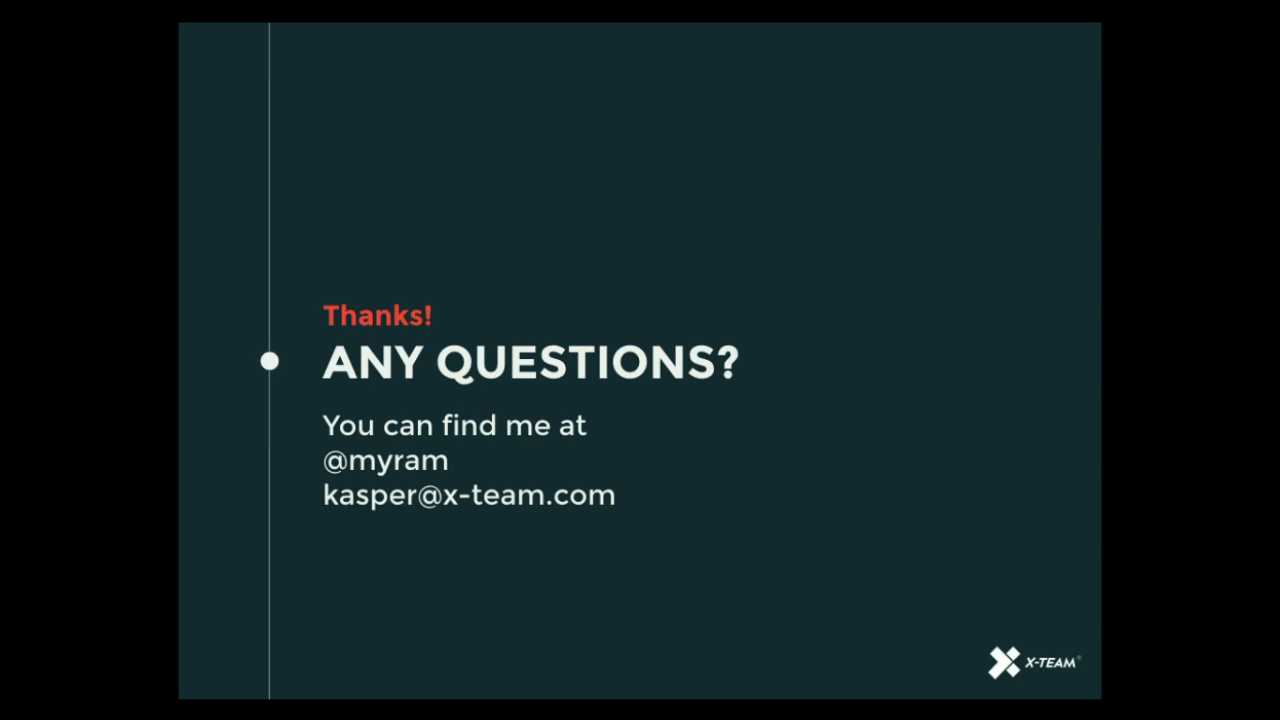 Thanks!
ANY QUESTIONS?
You can find me at
@myram
kasper@x-team.com
X-TEAM®